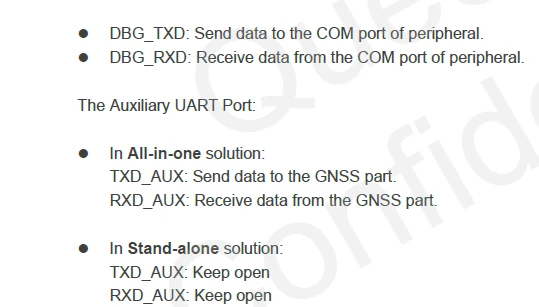 ● DBG_TXD: Send data to the COM port of peripheral.
● DBG_RXD: Receive data from the COM port of peripheral.
The Auxiliary UART Port:
● In All-in-one solution:
TXD_AUX: Send data to the GNSS part.
RXD_AUX: Receive data from the GNSS part.
● In Stand-alone solution:
TXD_AUX: Keep open
RXD_AUX: Keep open